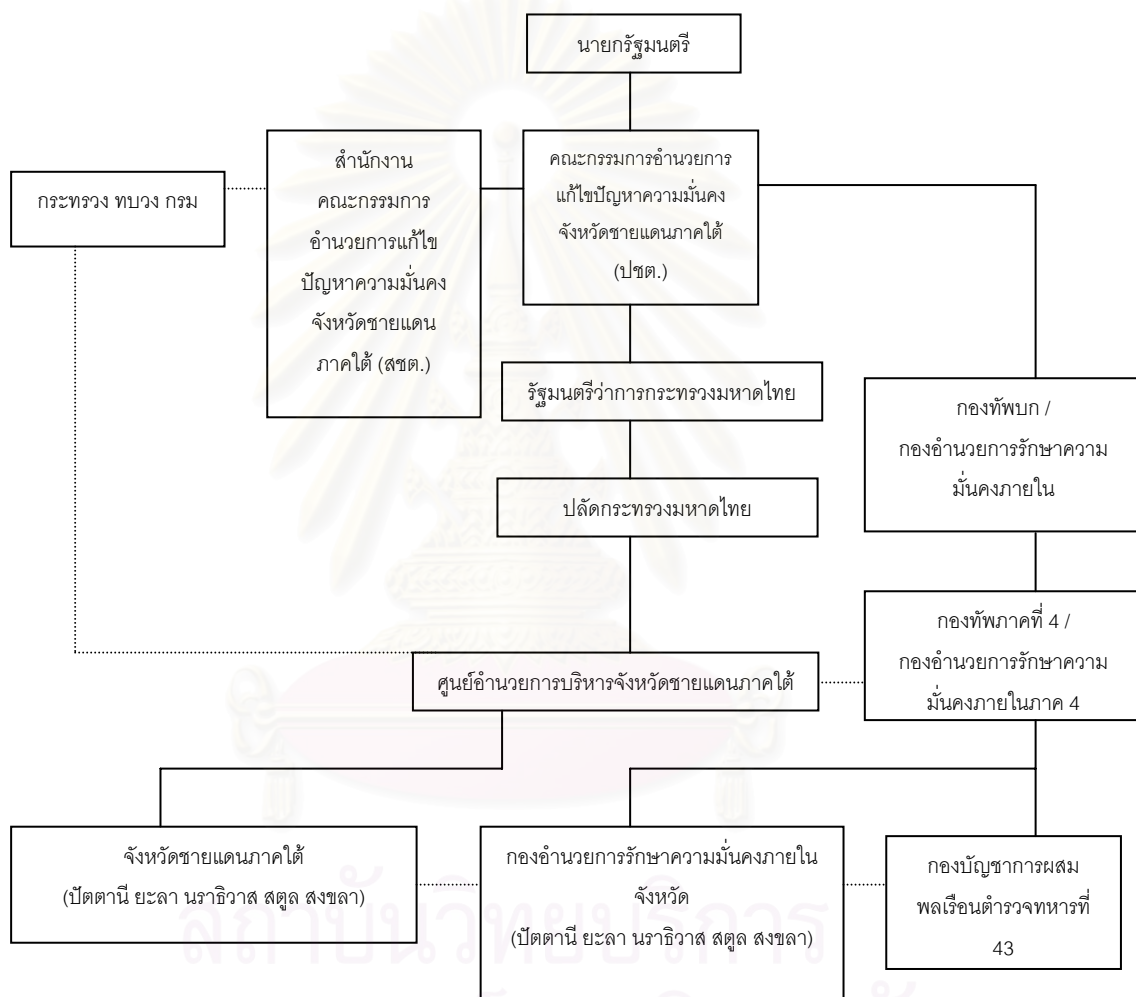 นายกรัฐมนตรี
สำนักงาน
คณะกรรมการ
อำนวยการแก้ไข
ปัญหาความมั่นคง
จังหวัดชายแดน
ภาคใต้ (สชต.)
คณะกรรมการอำนวยการ
แก้ไขปัญหาความมั่นคง
จังหวัดชายแดนภาคใต้
(ปชต.)
กระทรวง ทบวง กรม
รัฐมนตรีว่าการกระทรวงมหาดไทย
กองทัพบก /
กองอำนวยการรักษาความ
มั่นคงภายใน
ปลัดกระทรวงมหาดไทย
กองทัพภาคที่ 4 /
กองอำนวยการรักษาความ
มั่นคงภายในภาค 4
ศูนย์อำนวยการบริหารจังหวัดชายแดนภาคใต้
จังหวัดชายแดนภาคใต้
(ปัตตานี ยะลา นราธิวาส สตูล สงขลา)
กองอำนวยการรักษาความมั่นคงภายใน
จังหวัด
(ปัตตานี ยะลา นราธิวาส สตูล สงขลา)
กองบัญชาการผสม
พลเรือนตำรวจทหารที่
43
สถาบันวิทยบริการ